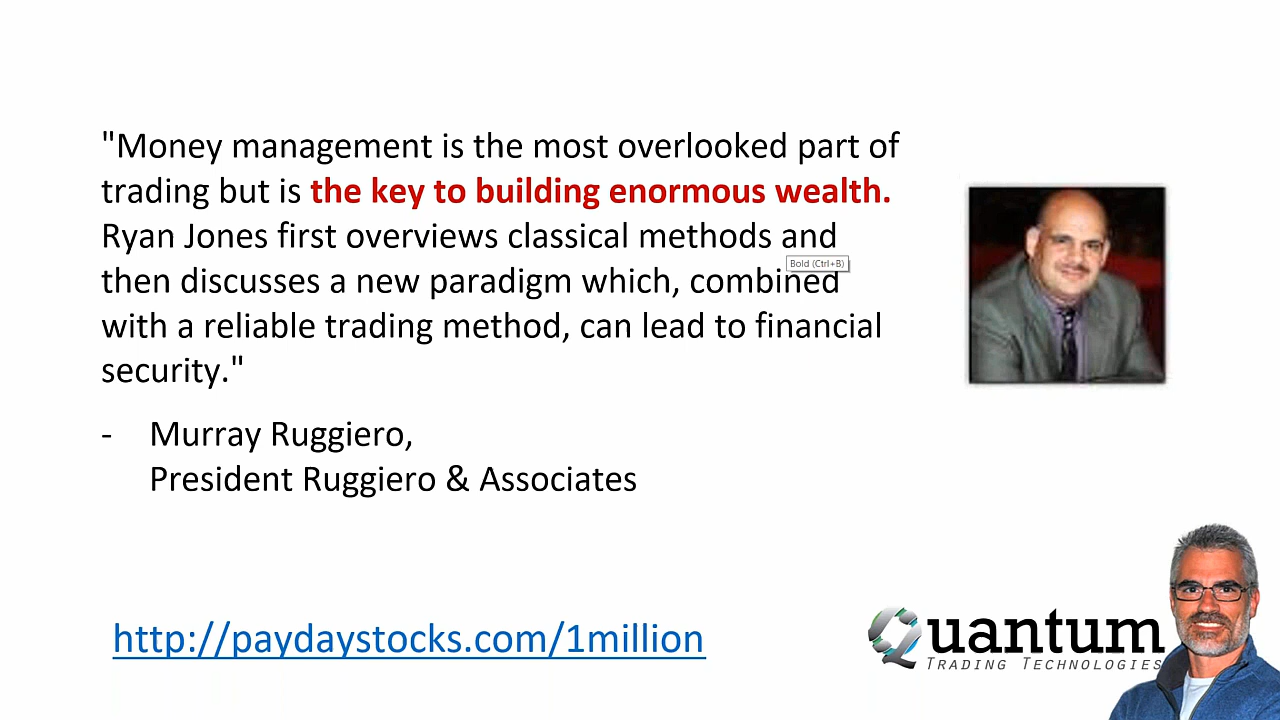 "Money management is the most overlooked part of
trading but is the key to building enormous wealth.
Ryan Jones first overviews classical methods and
Bold (Ctrl+B)
then discusses a new paradigm which, combined
with a reliable trading method, can lead to financial
security."
- Murray Ruggiero,
President Ruggiero & Associates
http://paydaystocks.com/1million
Quantum
TRADING TECHNOLOGIES